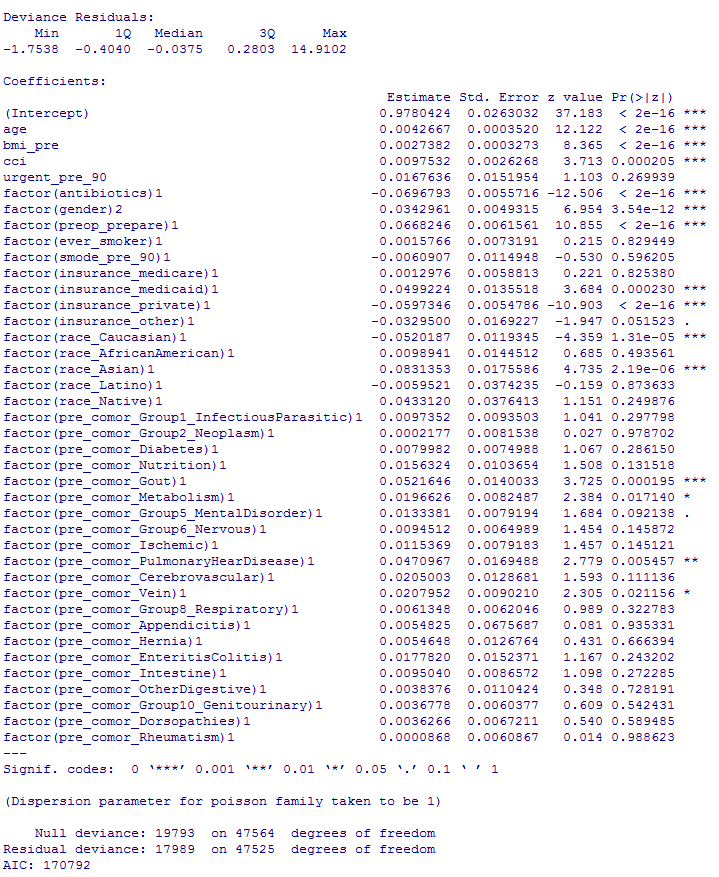 Deviance Residuals:
    Min       1Q   Median       3Q      Max
-1.7538  -0.4040  -0.0375   0.2803  14.9102

Coefficients:
                                                Estimate Std. Error z value Pr(>|z|)
(Intercept)                                    0.9780424  0.0263032  37.183  < 2e-16 ***
age                                            0.0042667  0.0003520  12.122  < 2e-16 ***
bmi_pre                                        0.0027382  0.0003273   8.365  < 2e-16 ***
cci                                            0.0097532  0.0026268   3.713 0.000205 ***
urgent_pre_90                                  0.0167636  0.0151954   1.103 0.269939
factor(antibiotics)1                          -0.0696793  0.0055716 -12.506  < 2e-16 ***
factor(gender)2                                0.0342961  0.0049315   6.954 3.54e-12 ***
factor(preop_prepare)1                         0.0668246  0.0061561  10.855  < 2e-16 ***
factor(ever_smoker)1                           0.0015766  0.0073191   0.215 0.829449
factor(smode_pre_90)1                         -0.0060907  0.0114948  -0.530 0.596205
factor(insurance_medicare)1                    0.0012976  0.0058813   0.221 0.825380
factor(insurance_medicaid)1                    0.0499224  0.0135518   3.684 0.000230 ***
factor(insurance_private)1                    -0.0597346  0.0054786 -10.903  < 2e-16 ***
factor(insurance_other)1                      -0.0329500  0.0169227  -1.947 0.051523 .
factor(race_Caucasian)1                       -0.0520187  0.0119345  -4.359 1.31e-05 ***
factor(race_AfricanAmerican)1                  0.0098941  0.0144512   0.685 0.493561
factor(race_Asian)1                            0.0831353  0.0175586   4.735 2.19e-06 ***
factor(race_Latino)1                          -0.0059521  0.0374235  -0.159 0.873633
factor(race_Native)1                           0.0433120  0.0376413   1.151 0.249876
factor(pre_comor_Group1_InfectiousParasitic)1  0.0097352  0.0093503   1.041 0.297798
factor(pre_comor_Group2_Neoplasm)1             0.0002177  0.0081538   0.027 0.978702
factor(pre_comor_Diabetes)1                    0.0079982  0.0074988   1.067 0.286150
factor(pre_comor_Nutrition)1                   0.0156324  0.0103654   1.508 0.131518
factor(pre_comor_Gout)1                        0.0521646  0.0140033   3.725 0.000195 ***
factor(pre_comor_Metabolism)1                  0.0196626  0.0082487   2.384 0.017140 *
factor(pre_comor_Group5_MentalDisorder)1       0.0133381  0.0079194   1.684 0.092138 .
factor(pre_comor_Group6_Nervous)1              0.0094512  0.0064989   1.454 0.145872
factor(pre_comor_Ischemic)1                    0.0115369  0.0079183   1.457 0.145121
factor(pre_comor_PulmonaryHearDisease)1        0.0470967  0.0169488   2.779 0.005457 **
factor(pre_comor_Cerebrovascular)1             0.0205003  0.0128681   1.593 0.111136
factor(pre_comor_Vein)1                        0.0207952  0.0090210   2.305 0.021156 *
factor(pre_comor_Group8_Respiratory)1          0.0061348  0.0062046   0.989 0.322783
factor(pre_comor_Appendicitis)1                0.0054825  0.0675687   0.081 0.935331
factor(pre_comor_Hernia)1                      0.0054648  0.0126764   0.431 0.666394
factor(pre_comor_EnteritisColitis)1            0.0177820  0.0152371   1.167 0.243202
factor(pre_comor_Intestine)1                   0.0095040  0.0086572   1.098 0.272285
factor(pre_comor_OtherDigestive)1              0.0038376  0.0110424   0.348 0.728191
factor(pre_comor_Group10_Genitourinary)1       0.0036778  0.0060377   0.609 0.542431
factor(pre_comor_Dorsopathies)1                0.0036266  0.0067211   0.540 0.589485
factor(pre_comor_Rheumatism)1                  0.0000868  0.0060867   0.014 0.988623
---
Signif. codes:  0 ‘***’ 0.001 ‘**’ 0.01 ‘*’ 0.05 ‘.’ 0.1 ‘ ’ 1

(Dispersion parameter for poisson family taken to be 1)

    Null deviance: 19793  on 47564  degrees of freedom
Residual deviance: 17989  on 47525  degrees of freedom
AIC: 170792